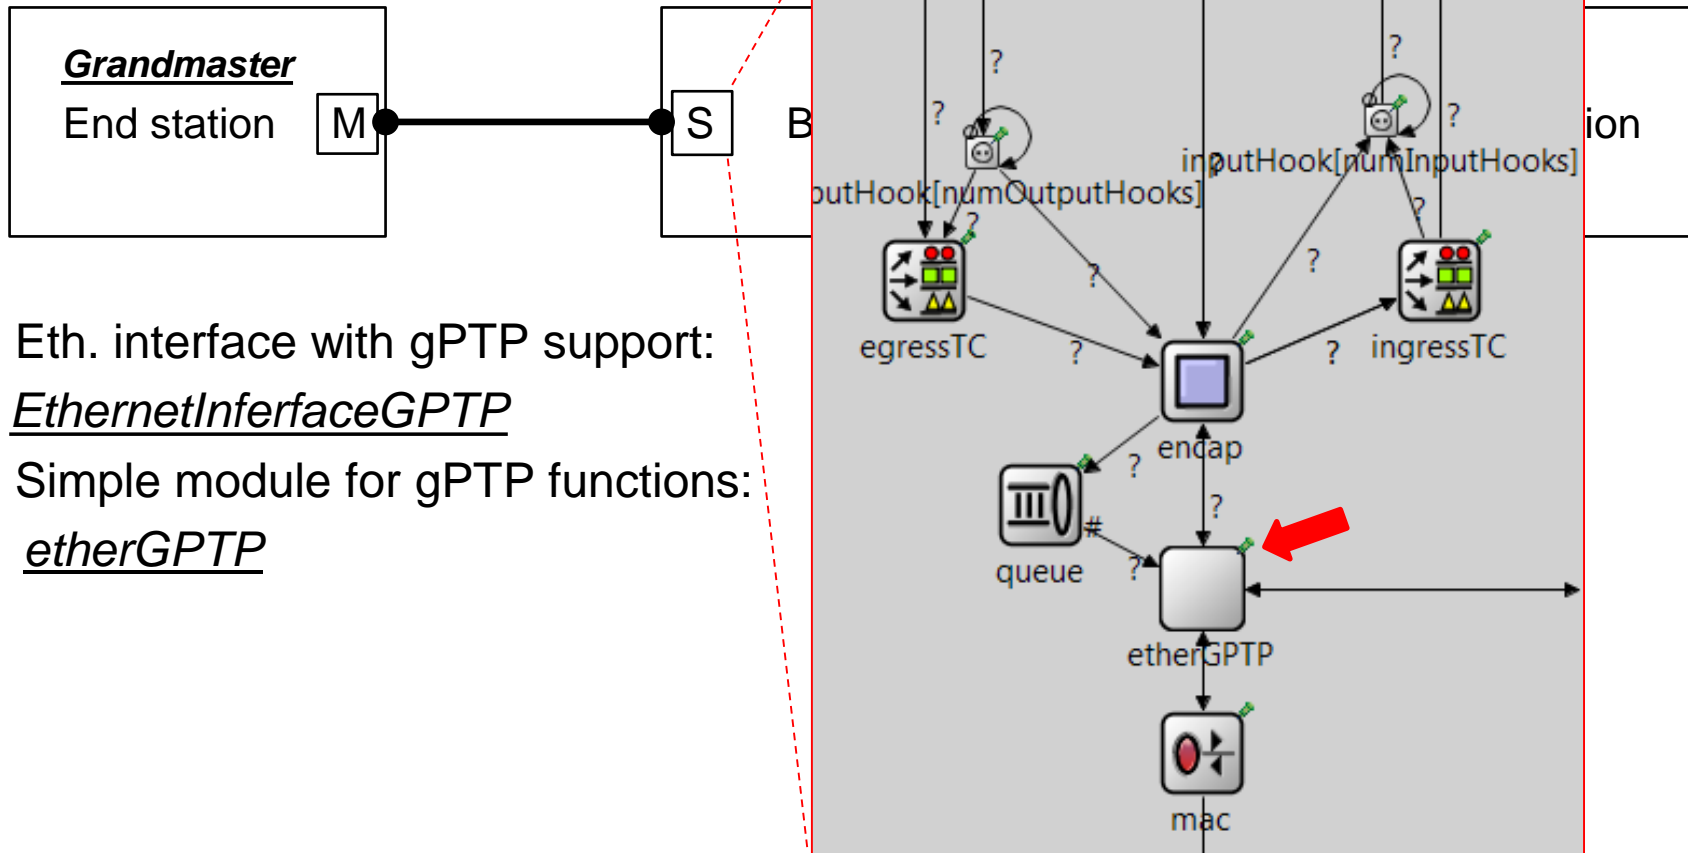 Grandmaster
End station
M
S
B
ion
Eth. interface with gPTP support:
EthernetInferfaceGPTP
Simple module for gPTP functions:
etherGPTP
?
?
?
?
inputHook[numInputHooks]
?
putHook[numOutputHooks]
?
?
?
?
egressTC
?
?
ingressTC
encap
?
?
#
queue
?
etherGPTP
mac